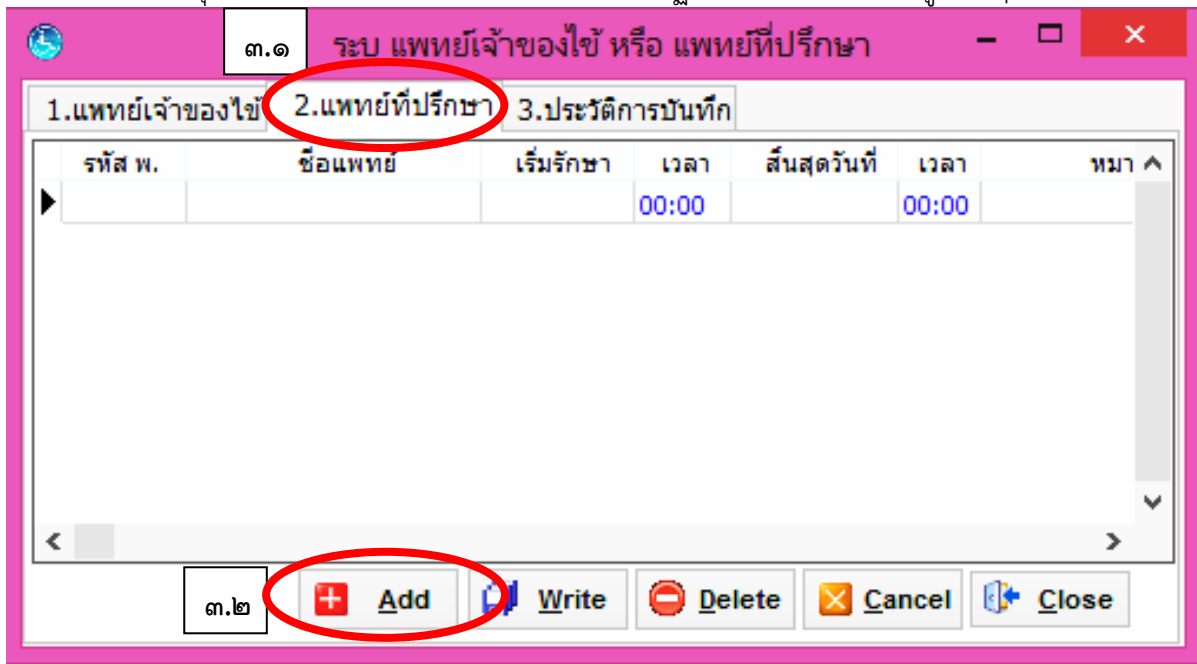 ๓.๑ ระบุ แพทย์เจ้าของไข้ หรือ แพทย์ที่ปรึกษา
1.แพทย์เจ้าของไข้ 2.แพทย์ที่ปรึกษา 3.ประวัติการบันทึก
รหัส พ. ชื่อแพทย์ เริ่มรักษา เวลา สิ้นสุดวันที่ เวลา หมา
00:00 00:00
๓.๒ Add Write Delete Cancel Close